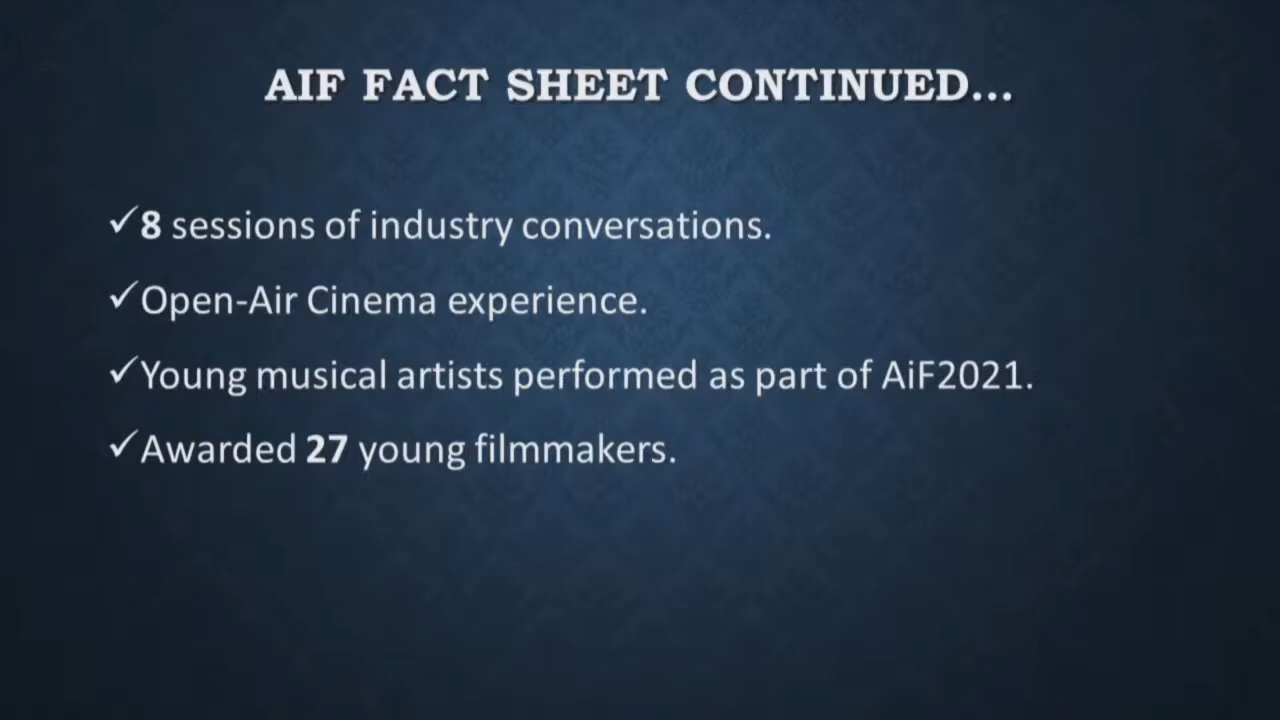 AIF FACT SHEET CONTINUED...
✓8 sessions of industry conversations.
✓Open-Air Cinema experience.
✓Young musical artists performed as part of AiF2021.
✓Awarded 27 young filmmakers.